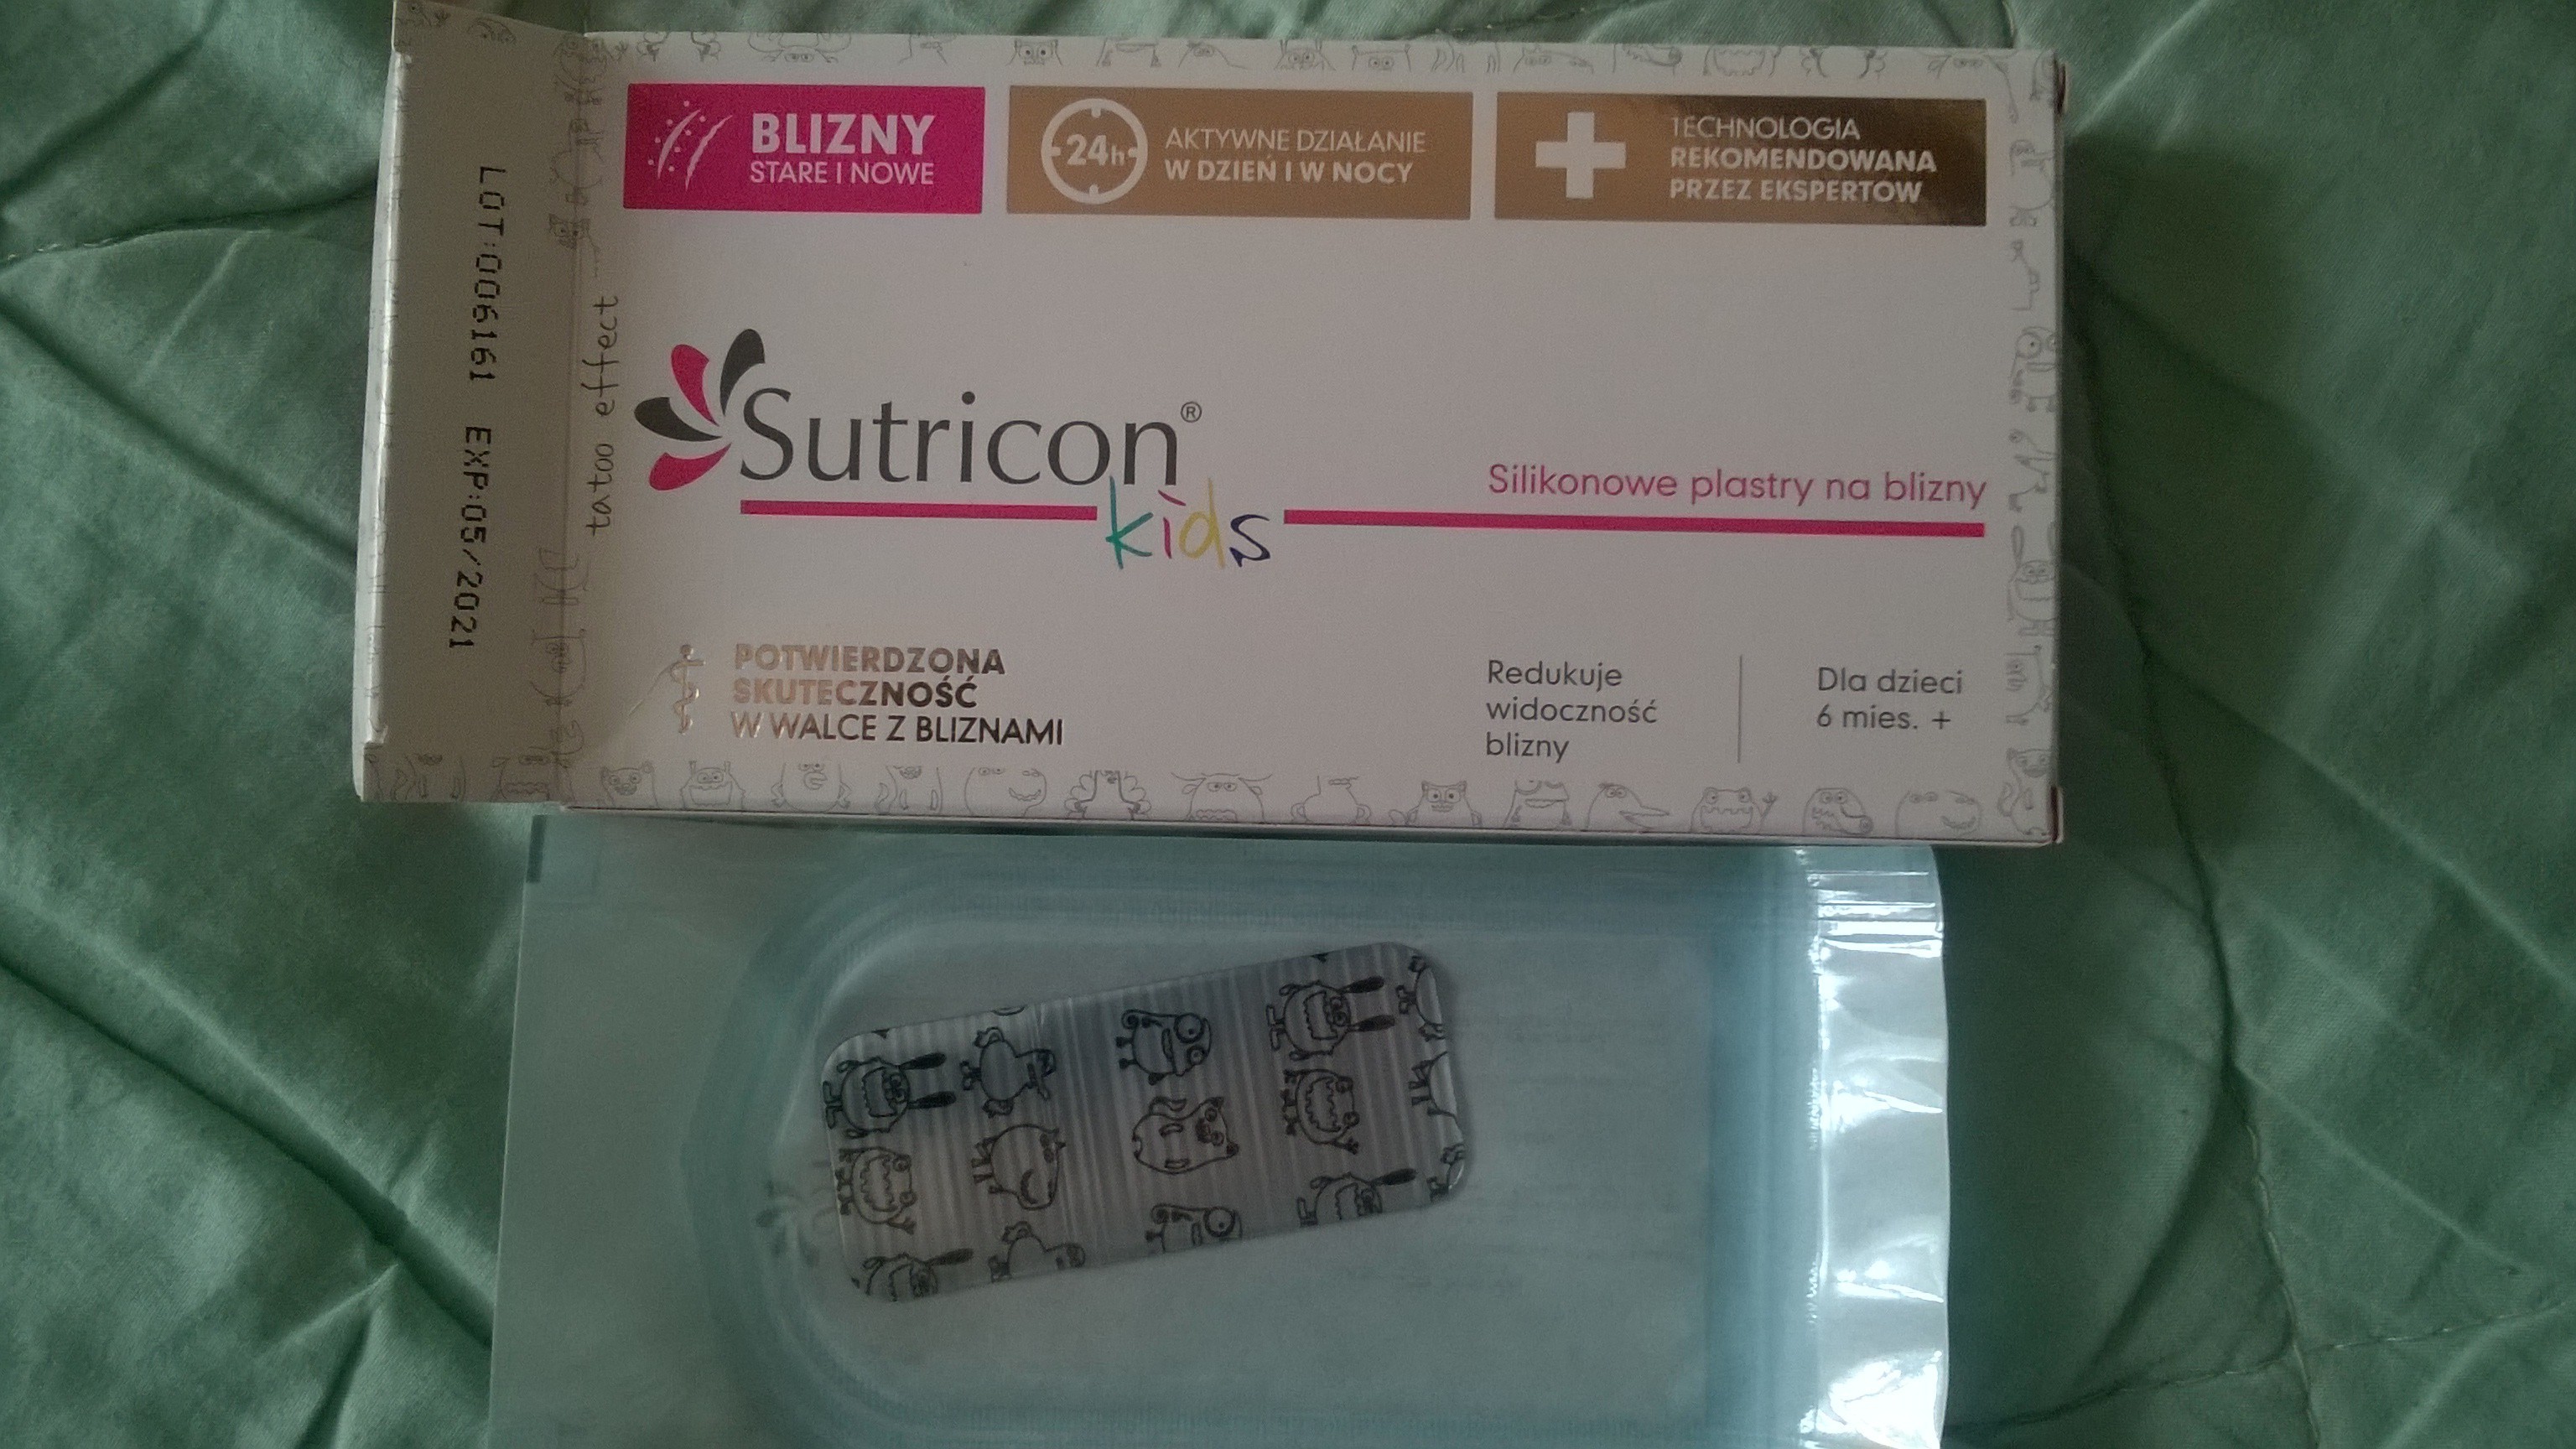 BLIZNY
STARE I NOWE
24h
AKTYWNE DZIAŁANIE
W DZIEŃ I W NOCY
TECHNOLOGIA
REKOMENDOWANA
PRZEZ EKSPERTÓW
LOT:006161 EXP:05/2021
tatoo effect
Sutricon®
kids
Silikonowe plastry na blizny
POTWIERDZONA
SKUTECZNOŚĆ
W WALCE Z BLIZNAMI
Redukuje
widoczność
blizny
Dla dzieci
6 mies. +